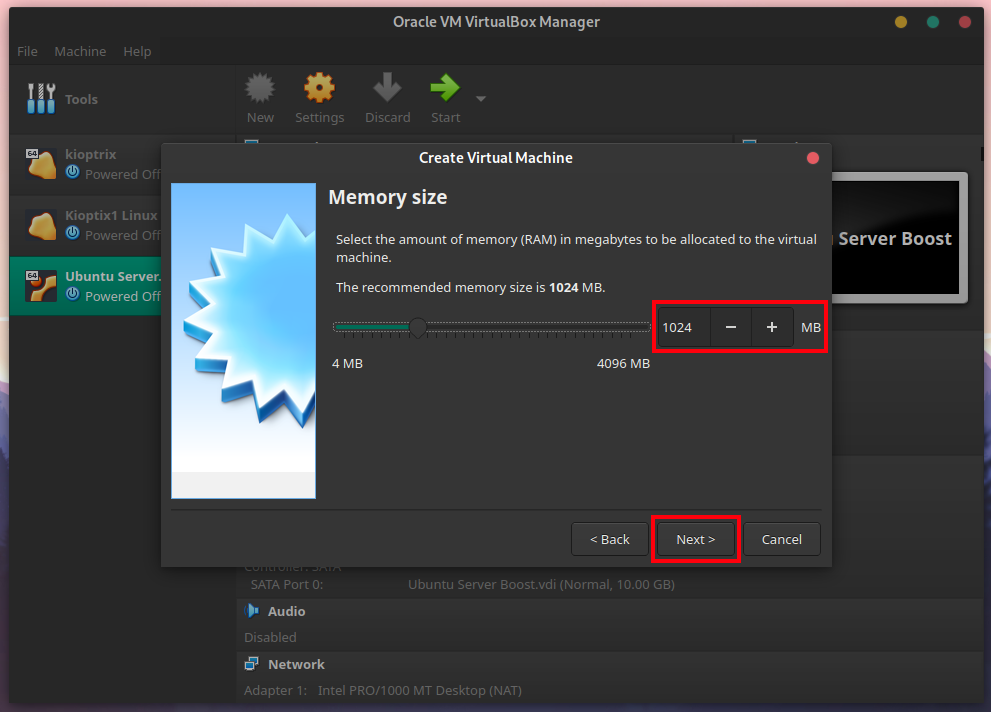 Oracle VM VirtualBox Manager
File Machine Help
Tools
New Settings Discard Start
64
kioptrix
Powered Off
Kioptix1 Linux
Powered Off
64
Ubuntu Server.
Powered Off
Create Virtual Machine
Memory size
Select the amount of memory (RAM) in megabytes to be allocated to the virtual
machine.
The recommended memory size is 1024 MB.
1024 − + MB
4 MB 4096 MB
< Back Next > Cancel
Server Boost
Controller: SATA
SATA Port 0: Ubuntu Server Boost.vdi (Normal, 10.00 GB)
Audio
Disabled
Network
Adapter 1: Intel PRO/1000 MT Desktop (NAT)